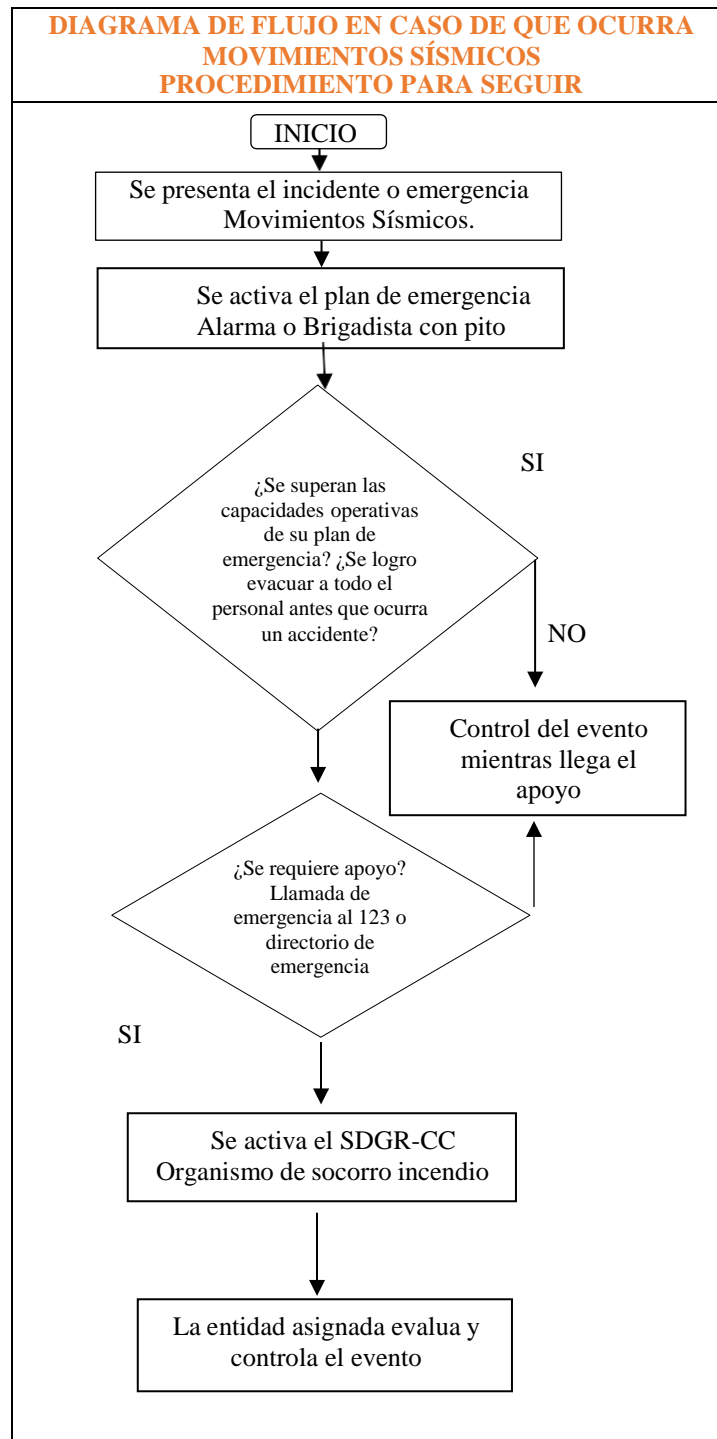 DIAGRAMA DE FLUJO EN CASO DE QUE OCURRA
MOVIMIENTOS SÍSMICOS
PROCEDIMIENTO PARA SEGUIR
INICIO
Se presenta el incidente o emergencia
Movimientos Sísmicos.
Se activa el plan de emergencia
Alarma o Brigadista con pito
SI
¿Se superan las
capacidades operativas
de su plan de
emergencia? ¿Se logro
evacuar a todo el
personal antes que ocurra
un accidente?
NO
Control del evento
mientras llega el
apoyo
¿Se requiere apoyo?
Llamada de
emergencia al 123 o
directorio de
emergencia
SI
Se activa el SDGR-CC
Organismo de socorro incendio
La entidad asignada evalua y
controla el evento